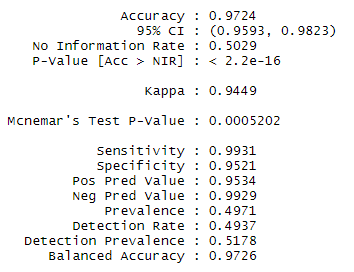 Accuracy : 0.9724
95% CI : (0.9593, 0.9823)
No Information Rate : 0.5029
P-Value [Acc > NIR] : < 2.2e-16
Kappa : 0.9449
Mcnemar's Test P-Value : 0.0005202
Sensitivity : 0.9931
Specificity : 0.9521
Pos Pred Value : 0.9534
Neg Pred Value : 0.9929
Prevalence : 0.4971
Detection Rate : 0.4937
Detection Prevalence : 0.5178
Balanced Accuracy : 0.9726